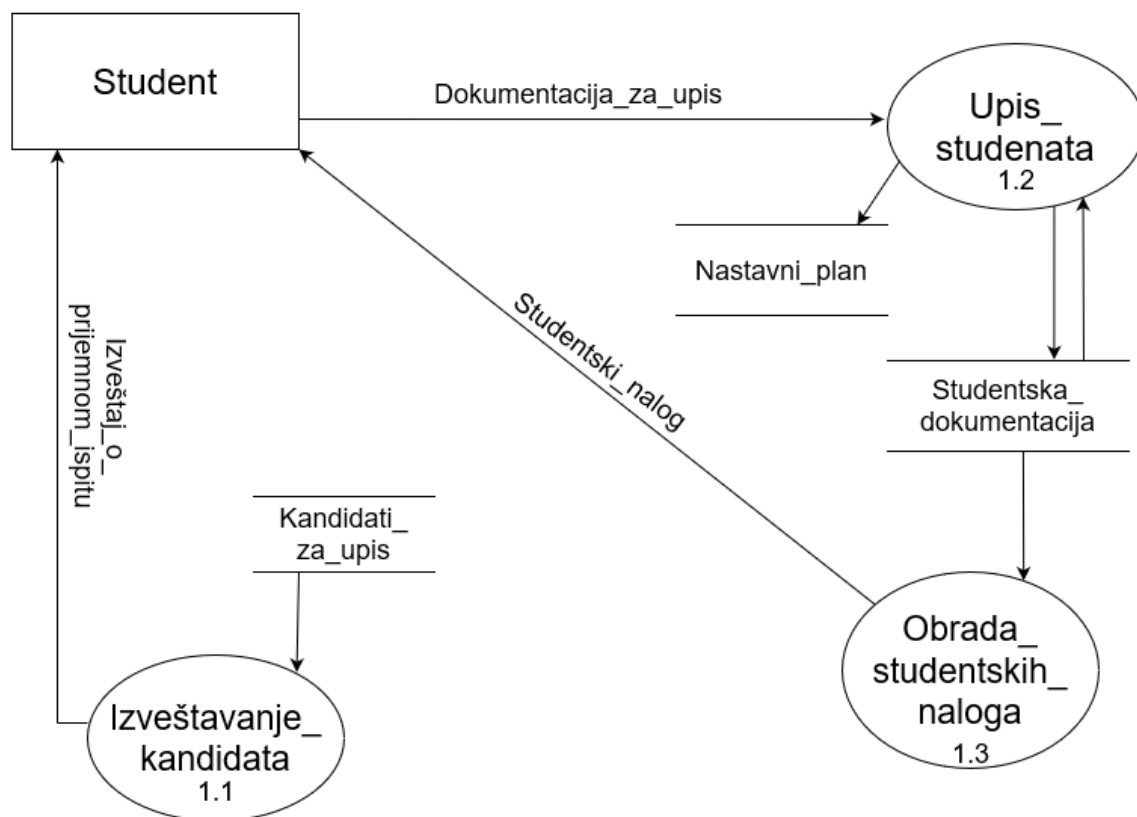 Student
Dokumentacija_za_upis
Upis_
studenata
1.2
Nastavni_plan
Studentski_nalog
Izveštaj_o_
prijemnom_ispitu
Studentska_
dokumentacija
Kandidati_
za_upis
Izveštavanje_
kandidata
1.1
Obrada_
studentskih_
naloga
1.3